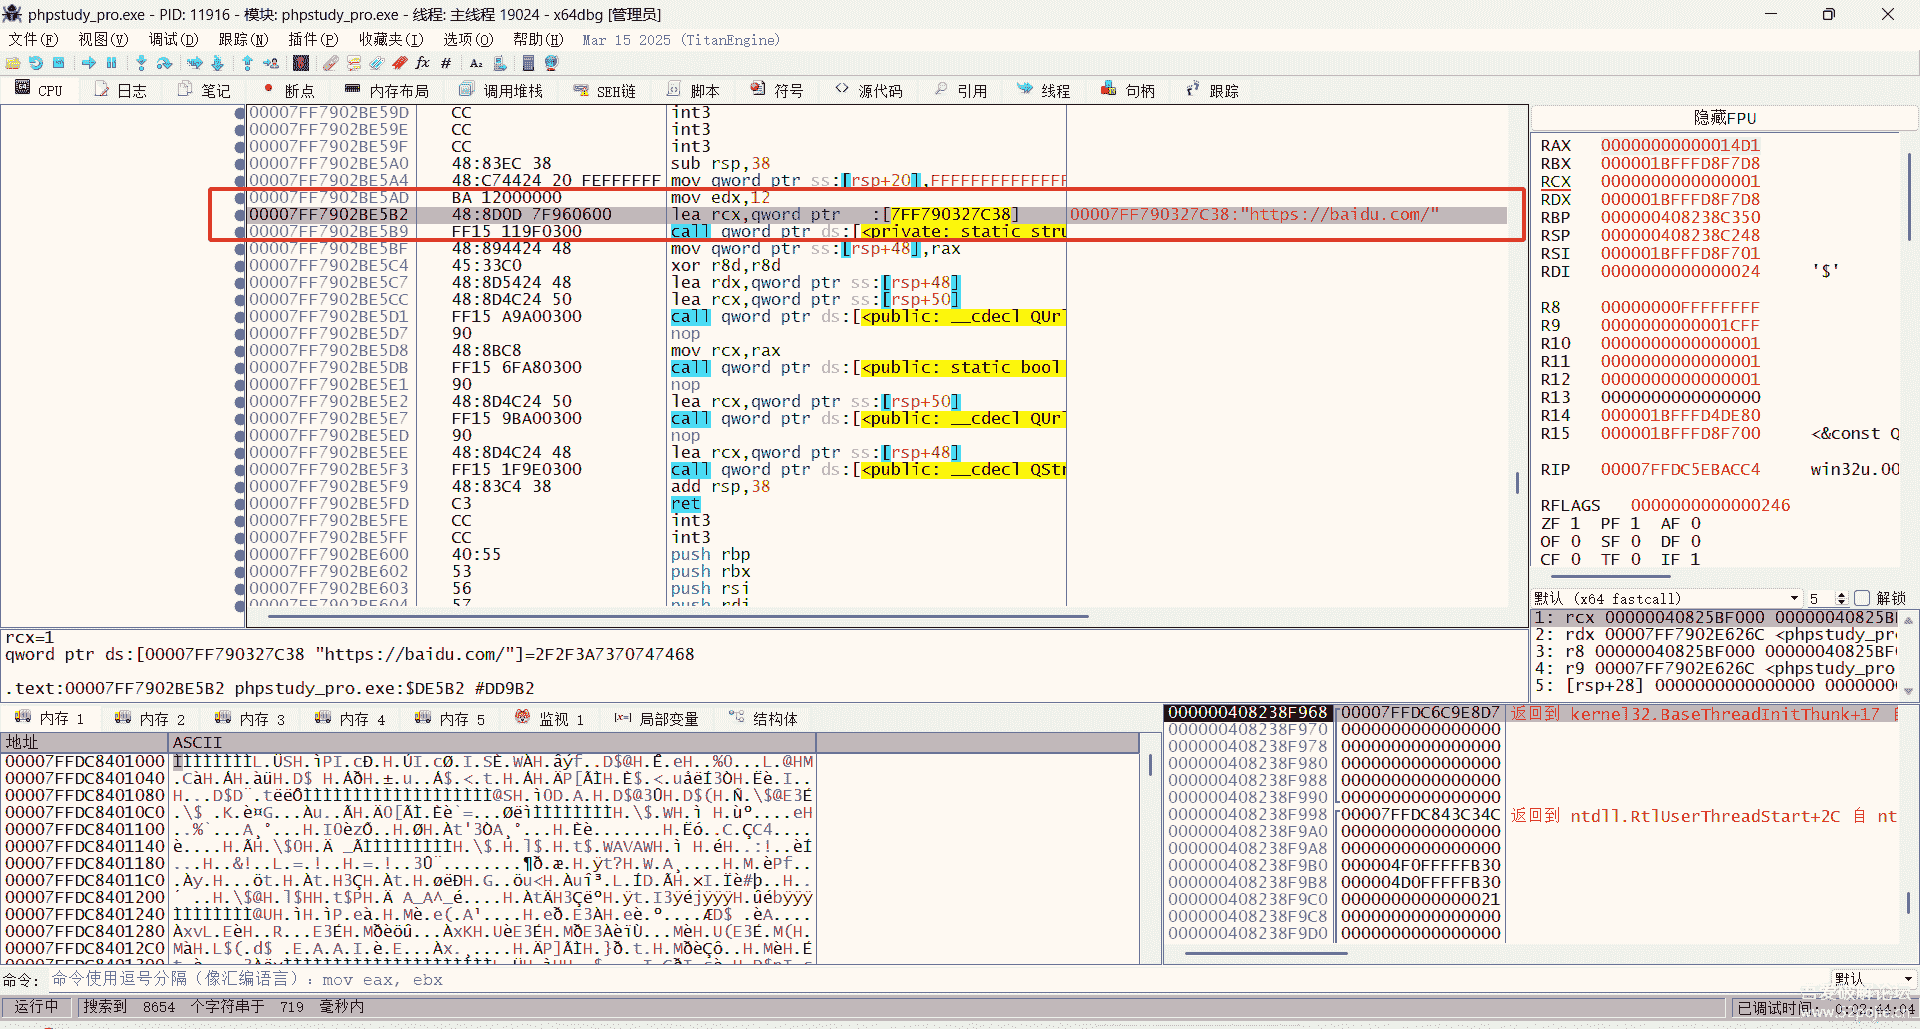 phpstudy_pro.exe - PID: 11916 - 模块: phpstudy_pro.exe - 线程: 主线程 19024 - x64dbg [管理员]
文件(F) 视图(V) 调试(D) 跟踪(N) 插件(P) 收藏夹(I) 选项(O) 帮助(H) Mar 15 2025 (TitanEngine)
CPU 日志 笔记 断点 内存布局 调用堆栈 SEH链 脚本 符号 源代码 引用 线程 句柄 跟踪
00007FF7902BE59D CC int3
00007FF7902BE59E CC int3
00007FF7902BE59F CC int3
00007FF7902BE5A0 48:83EC 38 sub rsp,38
00007FF7902BE5A4 48:C74424 20 FEFFFFFF mov qword ptr ss:[rsp+20],FFFFFFFFFFFFFF
00007FF7902BE5AD BA 12000000 mov edx,12
00007FF7902BE5B2 48:8D0D 7F960600 lea rcx,qword ptr :[7FF790327C38] 00007FF790327C38:"https://baidu.com/"
00007FF7902BE5B9 FF15 119F0300 call qword ptr ds:[<private: static stru
00007FF7902BE5BF 48:894424 48 mov qword ptr ss:[rsp+48],rax
00007FF7902BE5C4 45:33C0 xor r8d,r8d
00007FF7902BE5C7 48:8D5424 48 lea rdx,qword ptr ss:[rsp+48]
00007FF7902BE5CC 48:8D4C24 50 lea rcx,qword ptr ss:[rsp+50]
00007FF7902BE5D1 FF15 A9A00300 call qword ptr ds:[<public: __cdecl QUr
00007FF7902BE5D7 90 nop
00007FF7902BE5D8 48:8BC8 mov rcx,rax
00007FF7902BE5DB FF15 6FA80300 call qword ptr ds:[<public: static bool
00007FF7902BE5E1 90 nop
00007FF7902BE5E2 48:8D4C24 50 lea rcx,qword ptr ss:[rsp+50]
00007FF7902BE5E7 FF15 9BA00300 call qword ptr ds:[<public: __cdecl QUr
00007FF7902BE5ED 90 nop
00007FF7902BE5EE 48:8D4C24 48 lea rcx,qword ptr ss:[rsp+48]
00007FF7902BE5F3 FF15 1F9E0300 call qword ptr ds:[<public: __cdecl QStr
00007FF7902BE5F9 48:83C4 38 add rsp,38
00007FF7902BE5FD C3 ret
00007FF7902BE5FE CC int3
00007FF7902BE5FF CC int3
00007FF7902BE600 40:55 push rbp
00007FF7902BE602 53 push rbx
00007FF7902BE603 56 push rsi
00007FF7902BE604 57 push rdi
隐藏FPU
RAX 00000000000014D1
RBX 000001BFFFD8F7D8
RCX 0000000000000001
RDX 000001BFFFD8F7D8
RBP 000000408238C350
RSP 000000408238C248
RSI 000001BFFFD8F701
RDI 0000000000000024 '$'
R8 00000000FFFFFFFF
R9 0000000000001CFF
R10 0000000000000001
R11 0000000000000001
R12 0000000000000001
R13 0000000000000000
R14 000001BFFFD4DE80
R15 000001BFFFD8F700 <&const Q
RIP 00007FFDC5EBACC4 win32u.00
RFLAGS 0000000000000246
ZF 1 PF 1 AF 0
OF 0 SF 0 DF 0
CF 0 TF 0 IF 1
默认 (x64 fastcall) 5 解锁
1: rcx 00000040825BF000 00000040825B
2: rdx 00007FF7902E626C <phpstudy_pr
3: r8 00000040825BF000 00000040825BF
4: r9 00007FF7902E626C <phpstudy_pro
5: [rsp+28] 0000000000000000 0000000
rcx=1
qword ptr ds:[00007FF790327C38 "https://baidu.com/"]=2F2F3A7370747468
.text:00007FF7902BE5B2 phpstudy_pro.exe:$DE5B2 #DD9B2
内存 1 内存 2 内存 3 内存 4 内存 5 监视 1 局部变量 结构体
地址 ASCII
00007FFDC8401000
00007FFDC8401040
00007FFDC8401080
00007FFDC84010C0
00007FFDC8401100
00007FFDC8401140
00007FFDC8401180
00007FFDC84011C0
00007FFDC8401200
00007FFDC8401240
00007FFDC8401280
00007FFDC84012C0
000000408238F968 00007FFDC6C9E8D7 返回到 kernel32.BaseThreadInitThunk+17 自
000000408238F970 0000000000000000
000000408238F978 0000000000000000
000000408238F980 0000000000000000
000000408238F988 0000000000000000
000000408238F990 0000000000000000
000000408238F998 00007FFDC843C34C 返回到 ntdll.RtlUserThreadStart+2C 自 nt
000000408238F9A0 0000000000000000
000000408238F9A8 0000000000000000
000000408238F9B0 000004F0FFFFFB30
000000408238F9B8 000004D0FFFFFB30
000000408238F9C0 0000000000000021
000000408238F9C8 0000000000000000
000000408238F9D0 0000000000000000
命令: 命令使用逗号分隔（像汇编语言）: mov eax, ebx 默认
运行中 搜索到 8654 个字符串于 719 毫秒内 已调试时间: 0:02:44:04
吾爱破解论坛
www.52pojie.cn